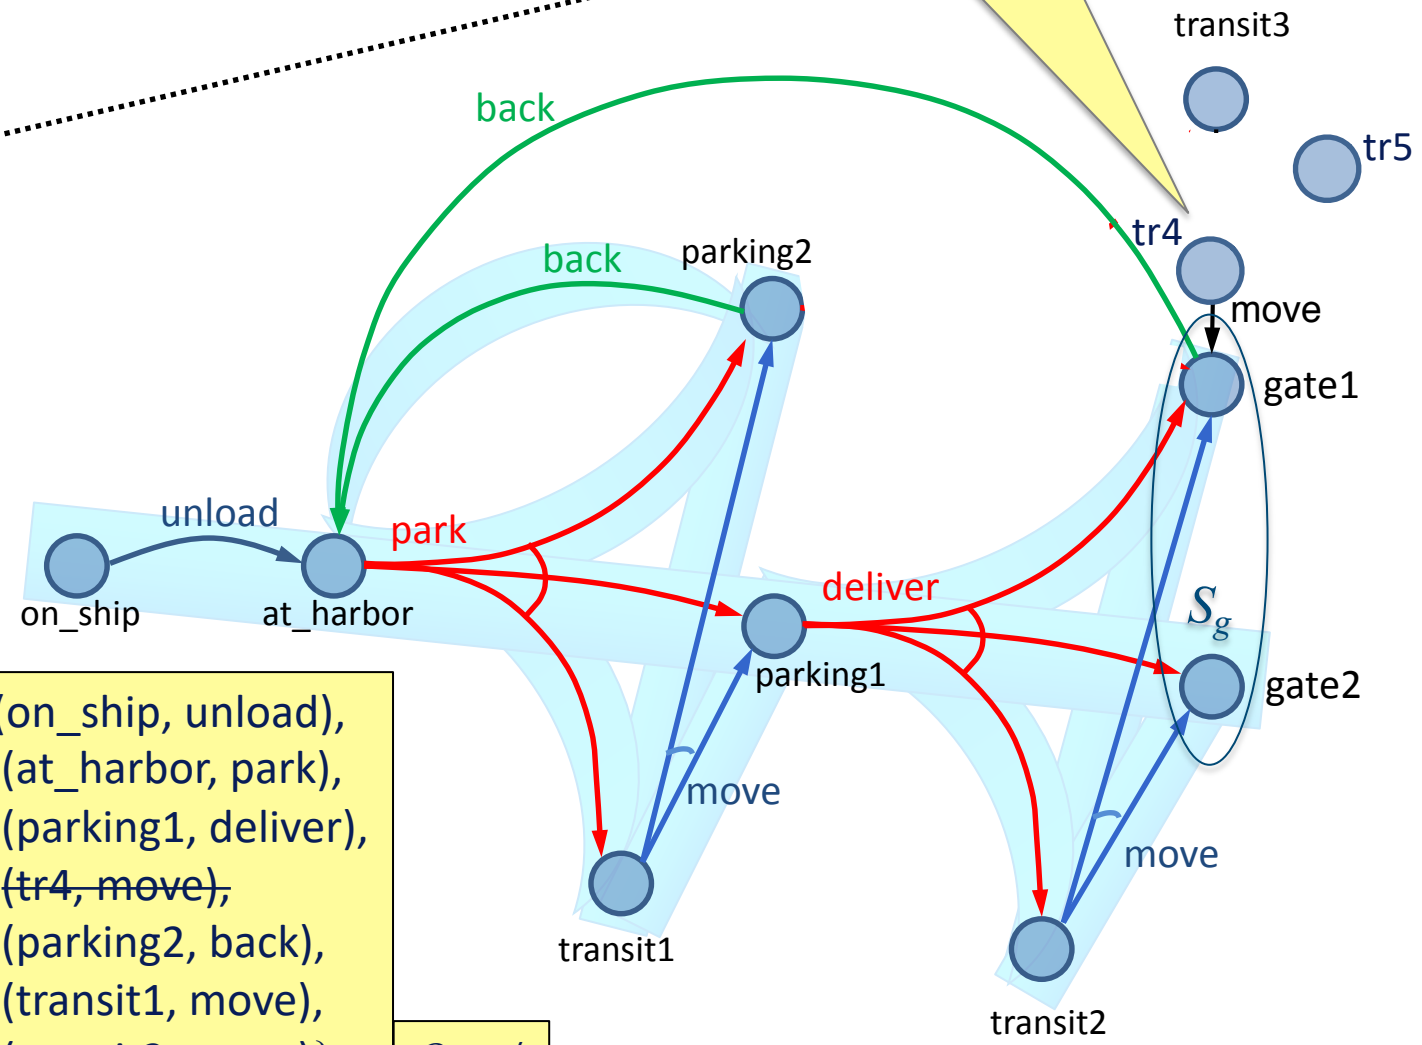 transit3
back
tr5
tr4
parking2
back
move
gate1
unload
park
deliver
on_ship
at_harbor
S_g
parking1
gate2
(on_ship, unload),
(at_harbor, park),
move
(parking1, deliver),
move
(tr4, move),
(parking2, back),
transit1
(transit1, move),
transit2